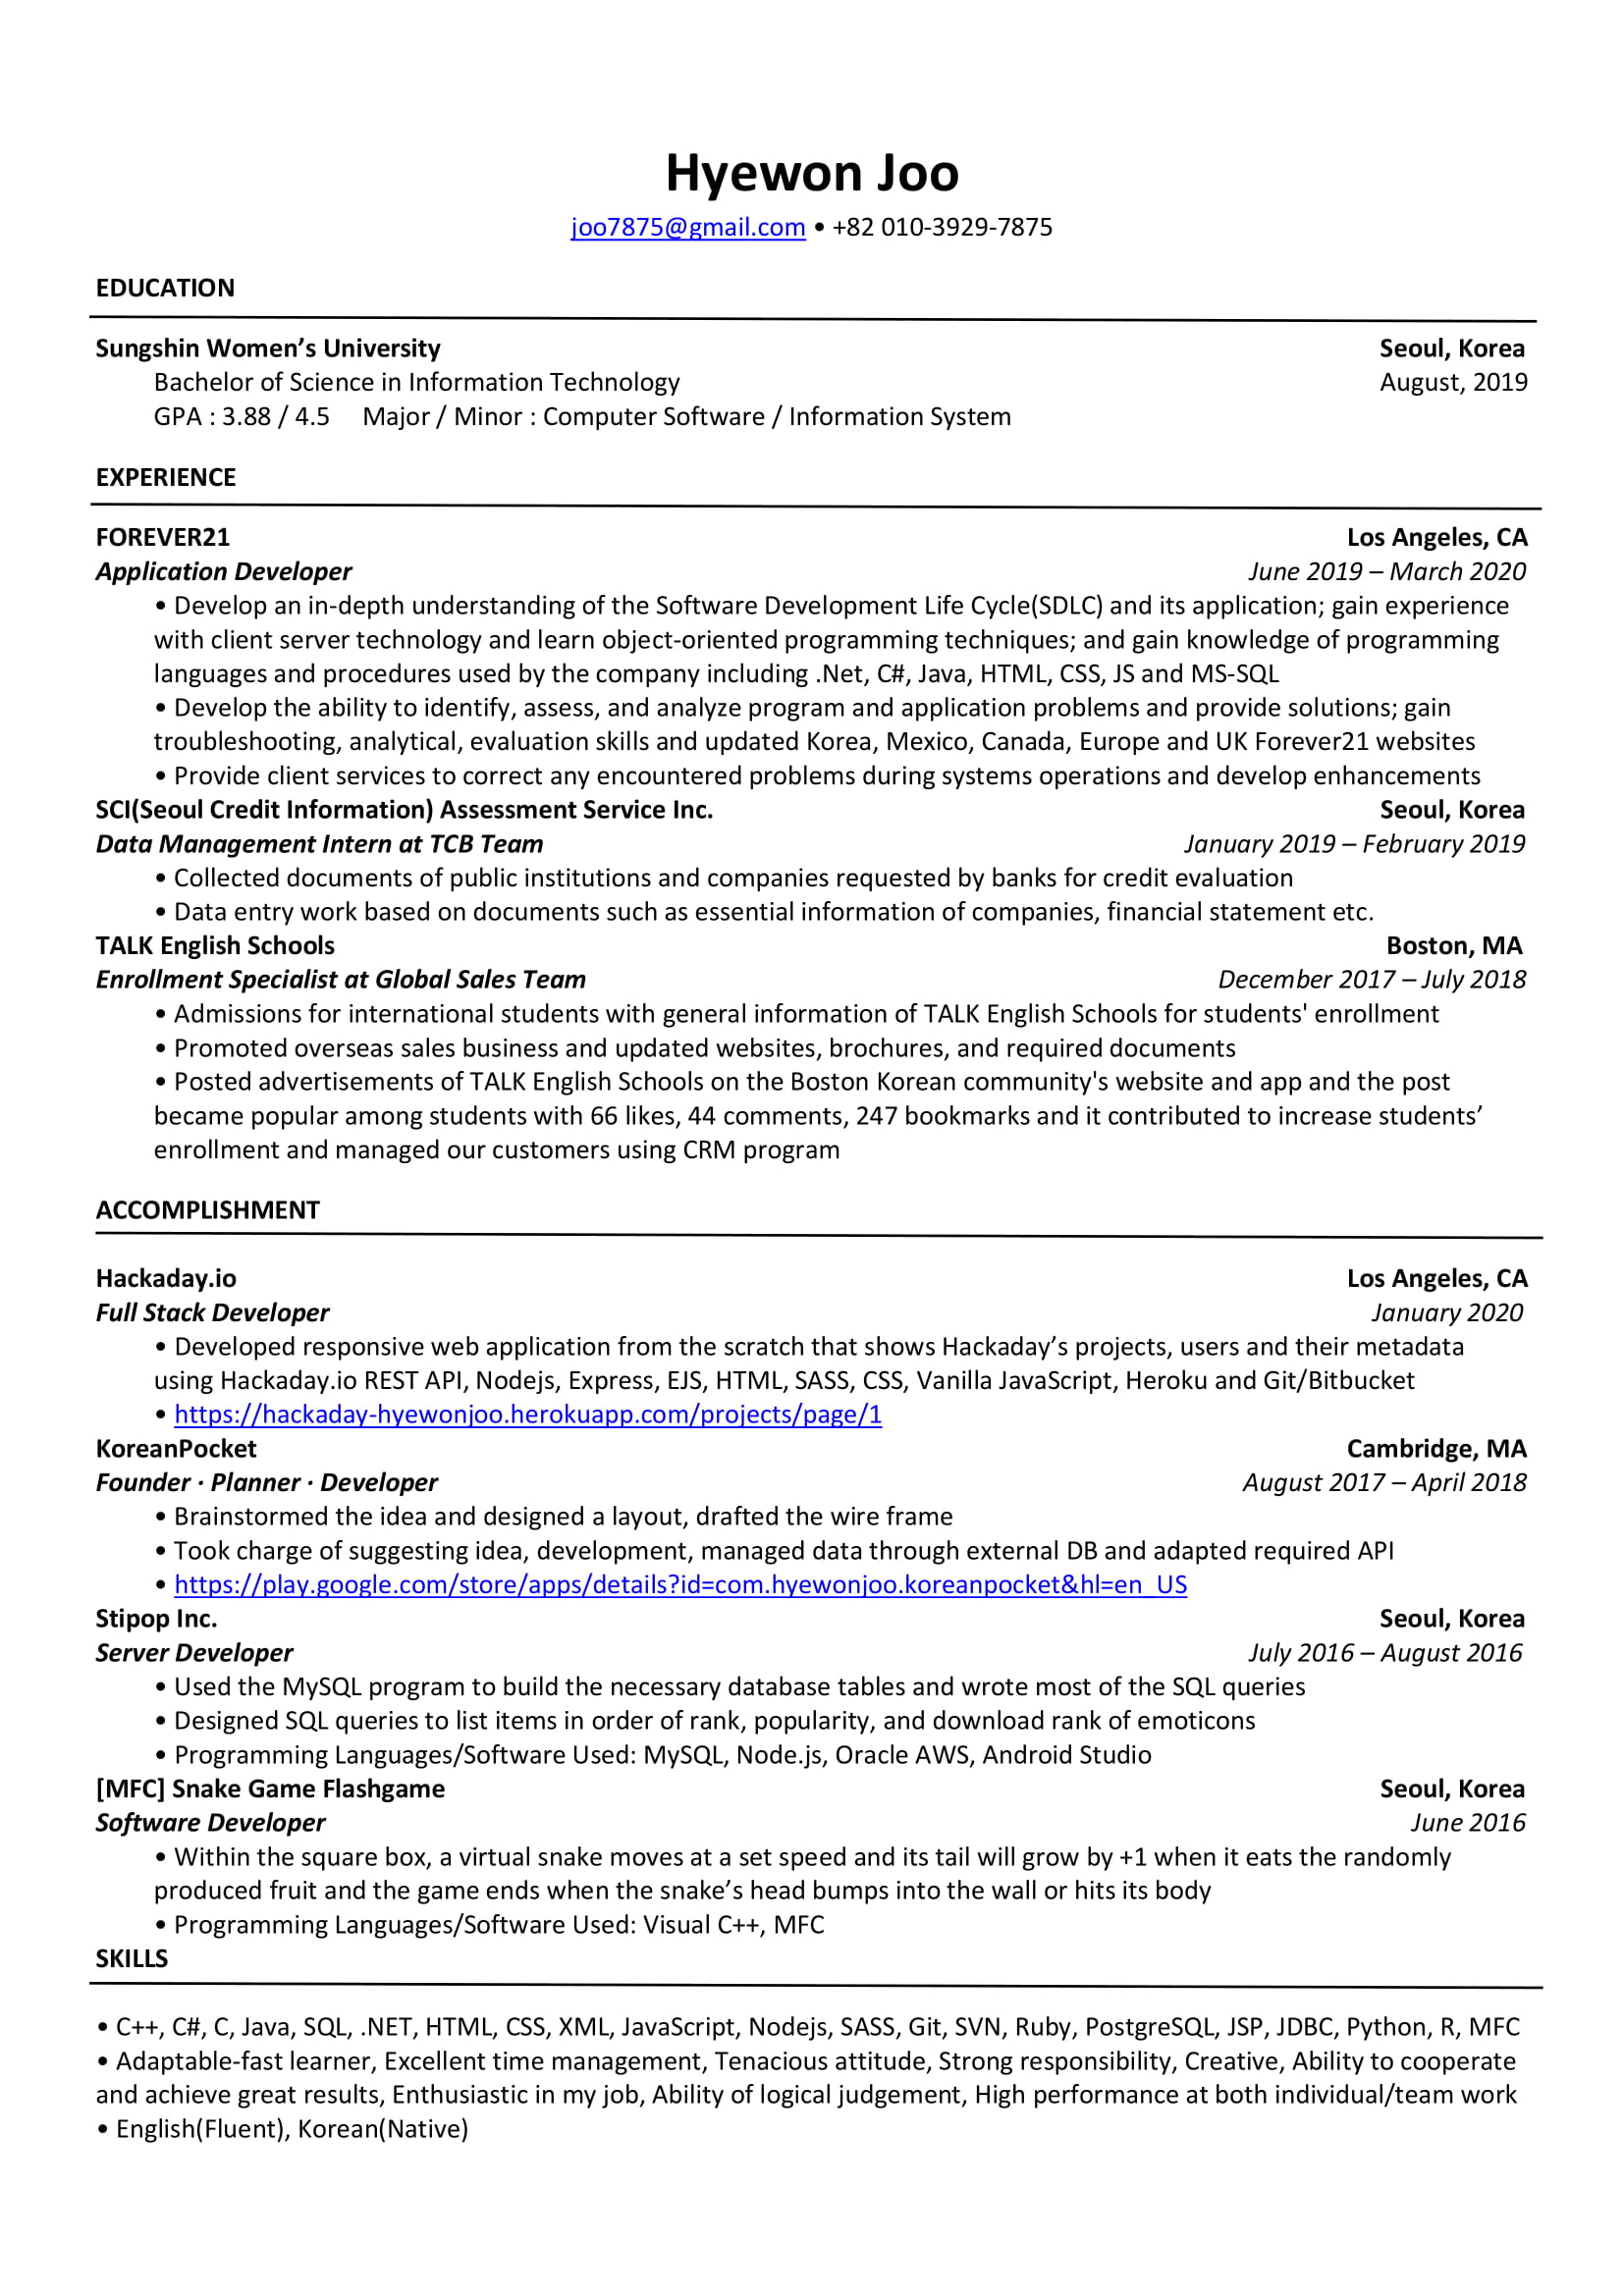 Hyewon Joo
joo7875@gmail.com • +82 010-3929-7875
EDUCATION
Sungshin Women’s University Seoul, Korea
Bachelor of Science in Information Technology August, 2019
GPA : 3.88 / 4.5 Major / Minor : Computer Software / Information System
EXPERIENCE
FOREVER21 Los Angeles, CA
Application Developer June 2019 – March 2020
• Develop an in-depth understanding of the Software Development Life Cycle(SDLC) and its application; gain experience
with client server technology and learn object-oriented programming techniques; and gain knowledge of programming
languages and procedures used by the company including .Net, C#, Java, HTML, CSS, JS and MS-SQL
• Develop the ability to identify, assess, and analyze program and application problems and provide solutions; gain
troubleshooting, analytical, evaluation skills and updated Korea, Mexico, Canada, Europe and UK Forever21 websites
• Provide client services to correct any encountered problems during systems operations and develop enhancements
SCI(Seoul Credit Information) Assessment Service Inc. Seoul, Korea
Data Management Intern at TCB Team January 2019 – February 2019
• Collected documents of public institutions and companies requested by banks for credit evaluation
• Data entry work based on documents such as essential information of companies, financial statement etc.
TALK English Schools Boston, MA
Enrollment Specialist at Global Sales Team December 2017 – July 2018
• Admissions for international students with general information of TALK English Schools for students' enrollment
• Promoted overseas sales business and updated websites, brochures, and required documents
• Posted advertisements of TALK English Schools on the Boston Korean community's website and app and the post
became popular among students with 66 likes, 44 comments, 247 bookmarks and it contributed to increase students’
enrollment and managed our customers using CRM program
ACCOMPLISHMENT
Hackaday.io Los Angeles, CA
Full Stack Developer January 2020
• Developed responsive web application from the scratch that shows Hackaday’s projects, users and their metadata
using Hackaday.io REST API, Nodejs, Express, EJS, HTML, SASS, CSS, Vanilla JavaScript, Heroku and Git/Bitbucket
• https://hackaday-hyewonjoo.herokuapp.com/projects/page/1
KoreanPocket Cambridge, MA
Founder · Planner · Developer August 2017 – April 2018
• Brainstormed the idea and designed a layout, drafted the wire frame
• Took charge of suggesting idea, development, managed data through external DB and adapted required API
• https://play.google.com/store/apps/details?id=com.hyewonjoo.koreanpocket&hl=en_US
Stipop Inc. Seoul, Korea
Server Developer July 2016 – August 2016
• Used the MySQL program to build the necessary database tables and wrote most of the SQL queries
• Designed SQL queries to list items in order of rank, popularity, and download rank of emoticons
• Programming Languages/Software Used: MySQL, Node.js, Oracle AWS, Android Studio
[MFC] Snake Game Flashgame Seoul, Korea
Software Developer June 2016
• Within the square box, a virtual snake moves at a set speed and its tail will grow by +1 when it eats the randomly
produced fruit and the game ends when the snake’s head bumps into the wall or hits its body
• Programming Languages/Software Used: Visual C++, MFC
SKILLS
• C++, C#, C, Java, SQL, .NET, HTML, CSS, XML, JavaScript, Nodejs, SASS, Git, SVN, Ruby, PostgreSQL, JSP, JDBC, Python, R, MFC
• Adaptable-fast learner, Excellent time management, Tenacious attitude, Strong responsibility, Creative, Ability to cooperate
and achieve great results, Enthusiastic in my job, Ability of logical judgement, High performance at both individual/team work
• English(Fluent), Korean(Native)